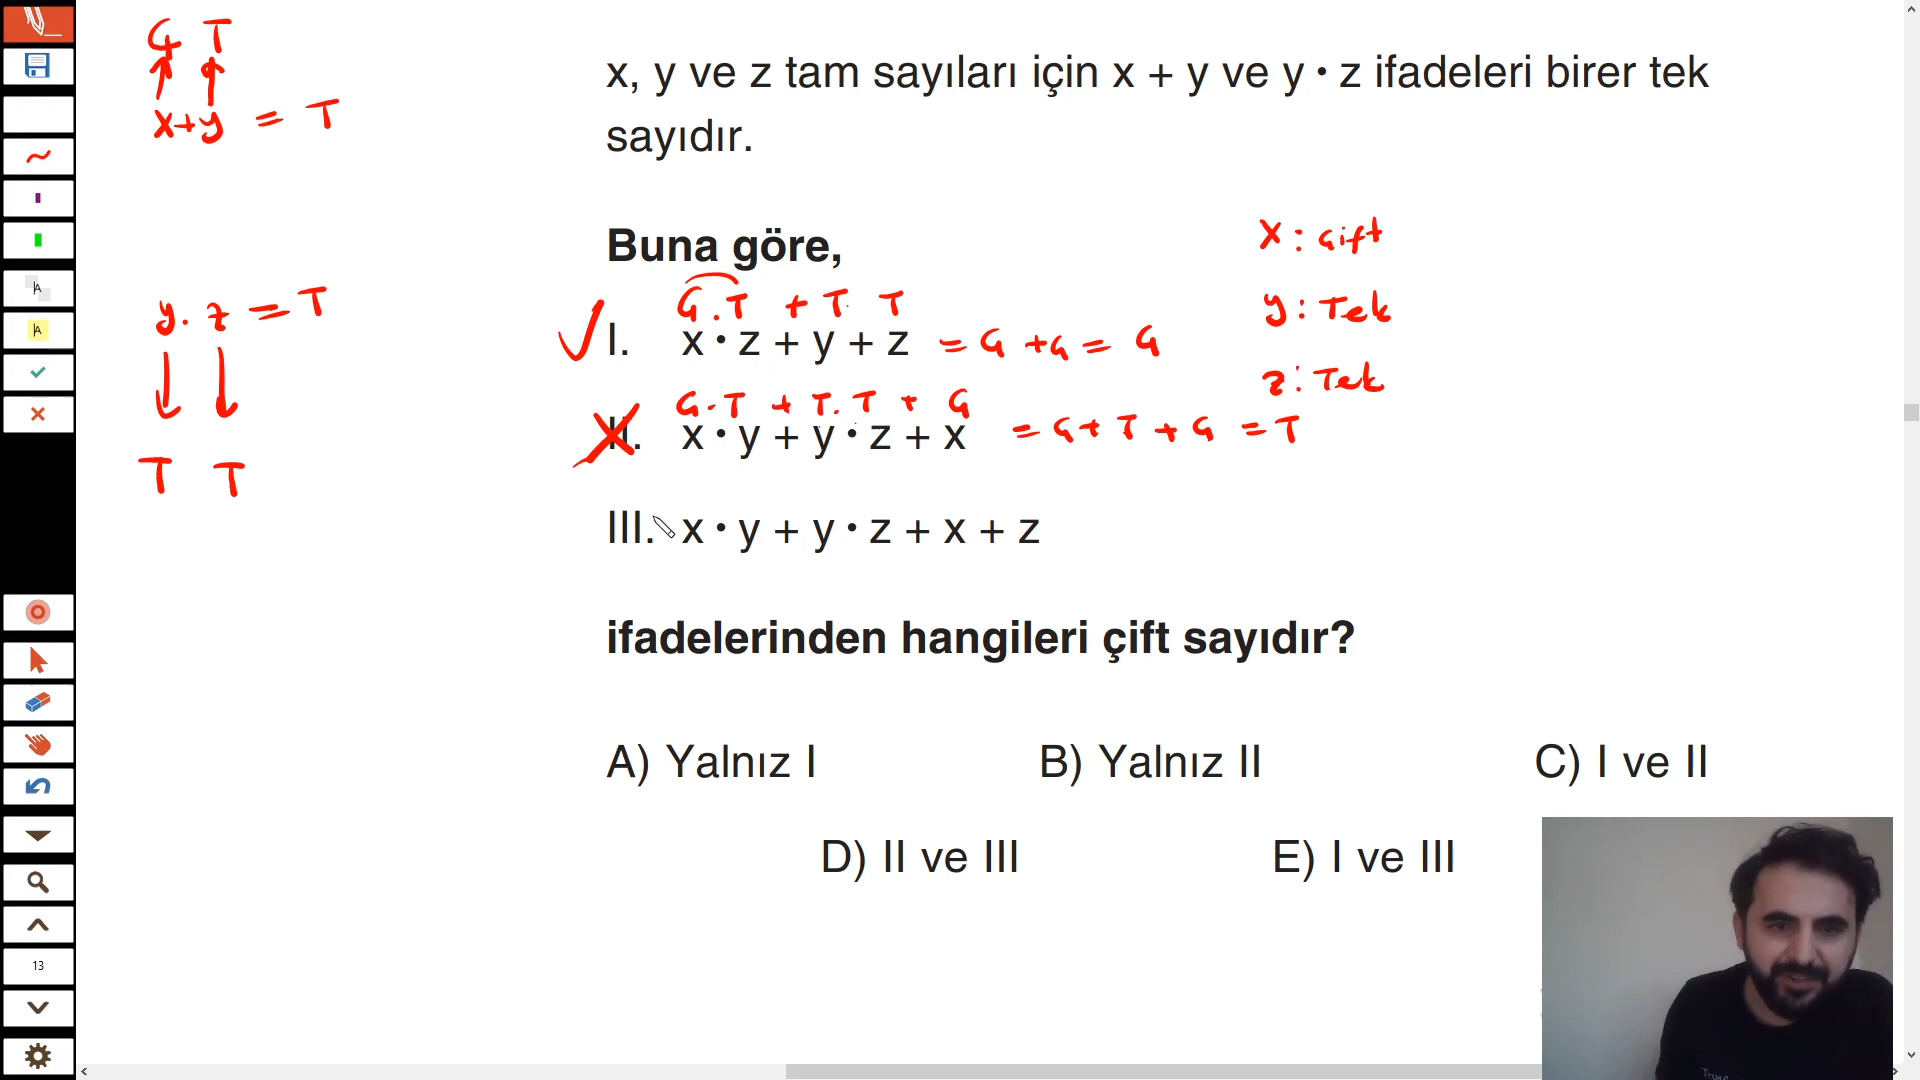 Ç T
x+y = T
x, y ve z tam sayıları için x + y ve y · z ifadeleri birer tek
sayıdır.
Buna göre,
x : Çift
y : Tek
z : Tek
y . z = T
T T
Ç . T + T . T
I. x · z + y + z = Ç + Ç = Ç
Ç . T + T . T + Ç
II. x · y + y · z + x = Ç + T + Ç = T
III. x · y + y · z + x + z
ifadelerinden hangileri çift sayıdır?
A) Yalnız I B) Yalnız II C) I ve II
D) II ve III E) I ve III
13